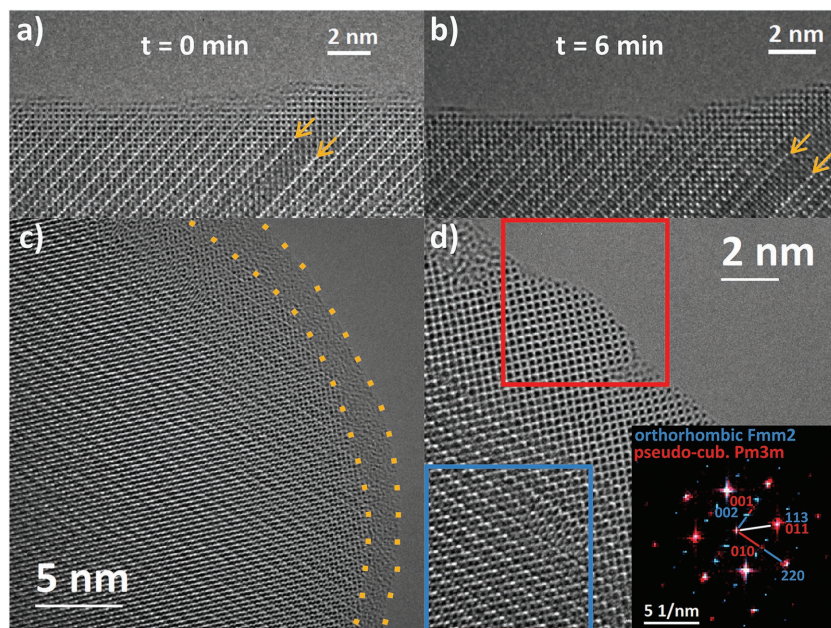 a)
t = 0 min
2 nm
b)
t = 6 min
2 nm
c)
5 nm
d)
2 nm
orthorhombic Fmm2
pseudo-cub. Pm3m
001
002
113
011
010
220
5 1/nm